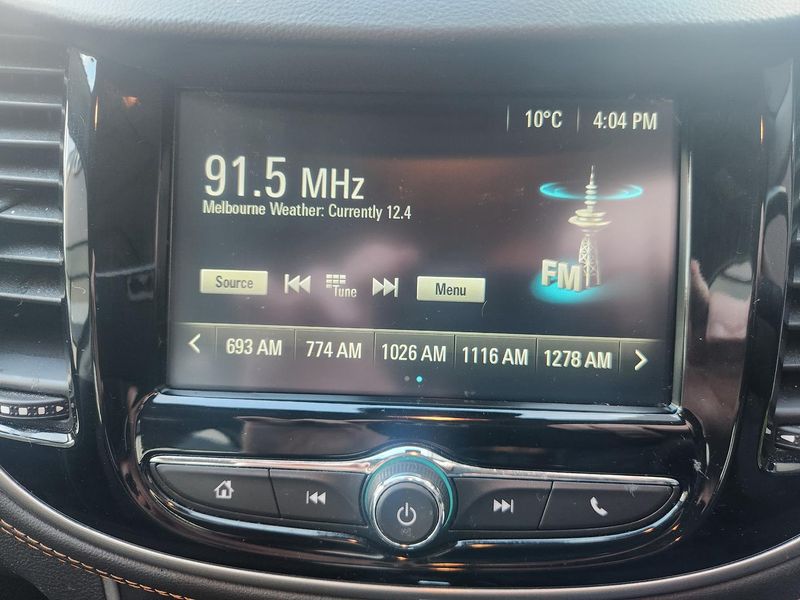 10°C 4:04 PM
91.5 MHz
Melbourne Weather: Currently 12.4
FM
Source Tune Menu
693 AM 774 AM 1026 AM 1116 AM 1278 AM